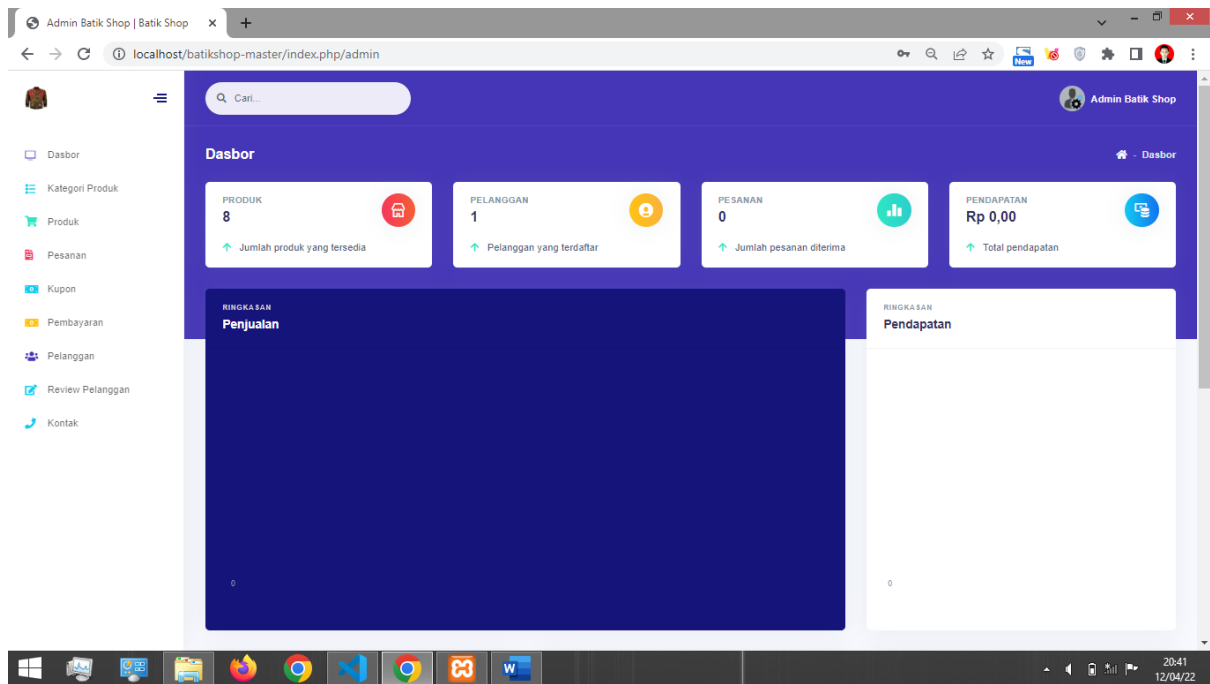 Admin Batik Shop | Batik Shop
localhost/batikshop-master/index.php/admin
New
Cari...
Admin Batik Shop
Dasbor
Kategori Produk
Produk
Pesanan
Kupon
Pembayaran
Pelanggan
Review Pelanggan
Kontak
Dasbor
- Dasbor
PRODUK
8
Jumlah produk yang tersedia
PELANGGAN
1
Pelanggan yang terdaftar
PESANAN
0
Jumlah pesanan diterima
PENDAPATAN
Rp 0,00
Total pendapatan
RINGKASAN
Penjualan
0
RINGKASAN
Pendapatan
0
W
20:41
12/04/22